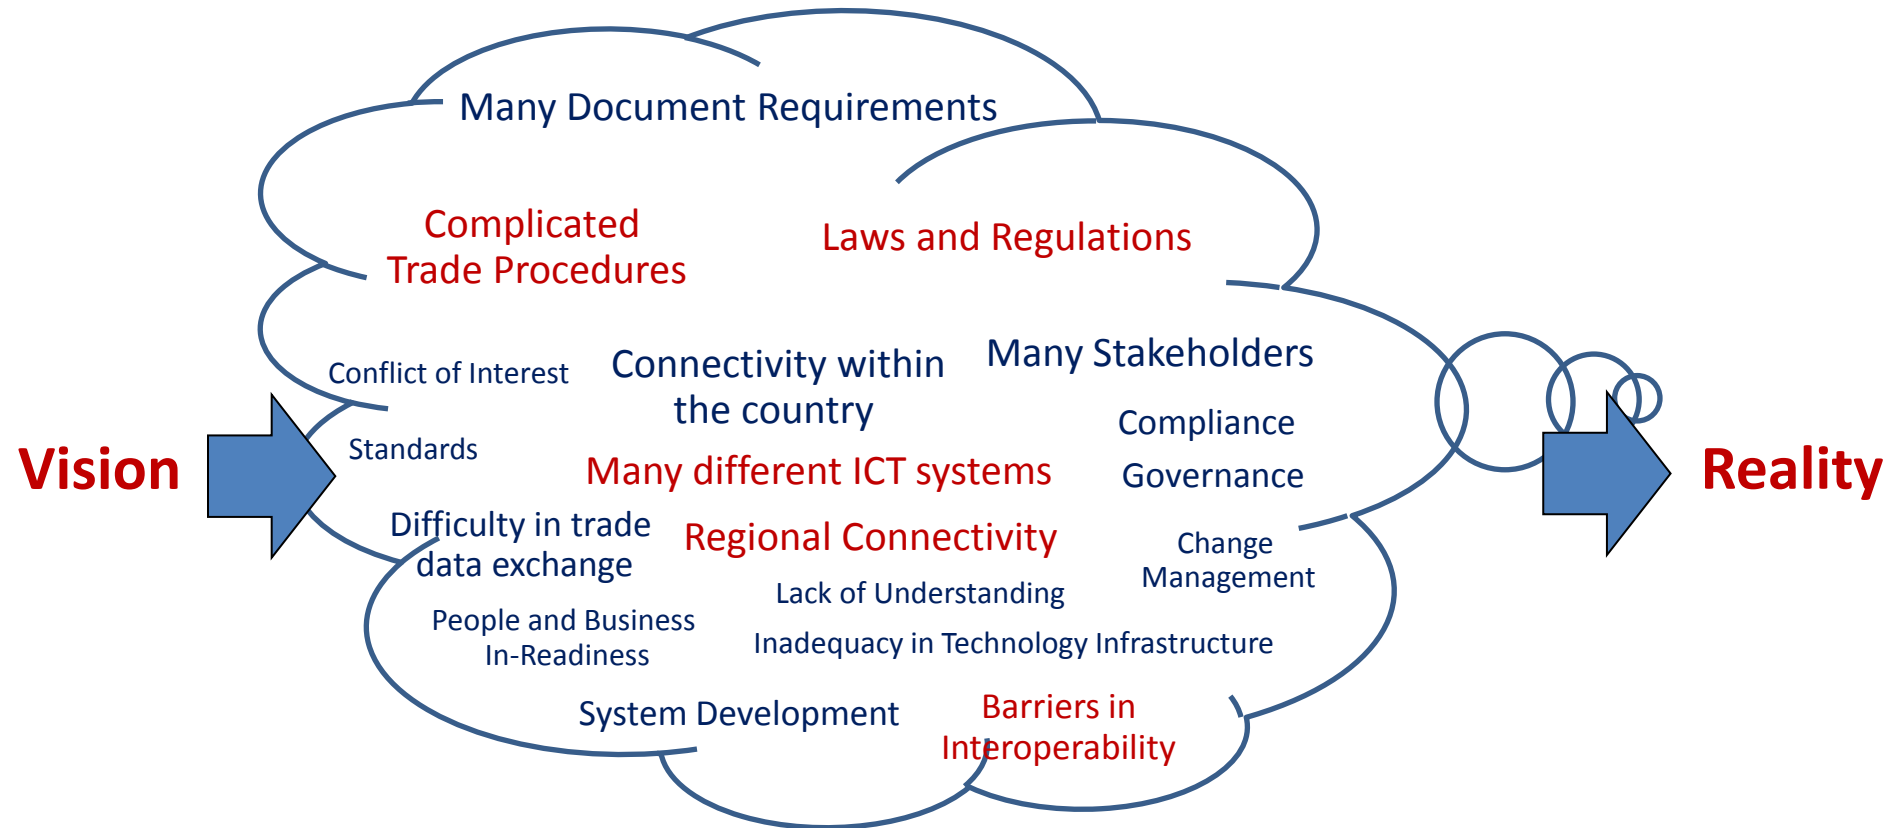 Many Document Requirements
Complicated
Trade Procedures
Laws and Regulations
Conflict of Interest
Connectivity within
the country
Many Stakeholders
Compliance
Standards
Vision
Many different ICT systems
Governance
Reality
Difficulty in trade
data exchange
Regional Connectivity
Change
Management
Lack of Understanding
People and Business
In-Readiness
Inadequacy in Technology Infrastructure
System Development
Barriers in
Interoperability